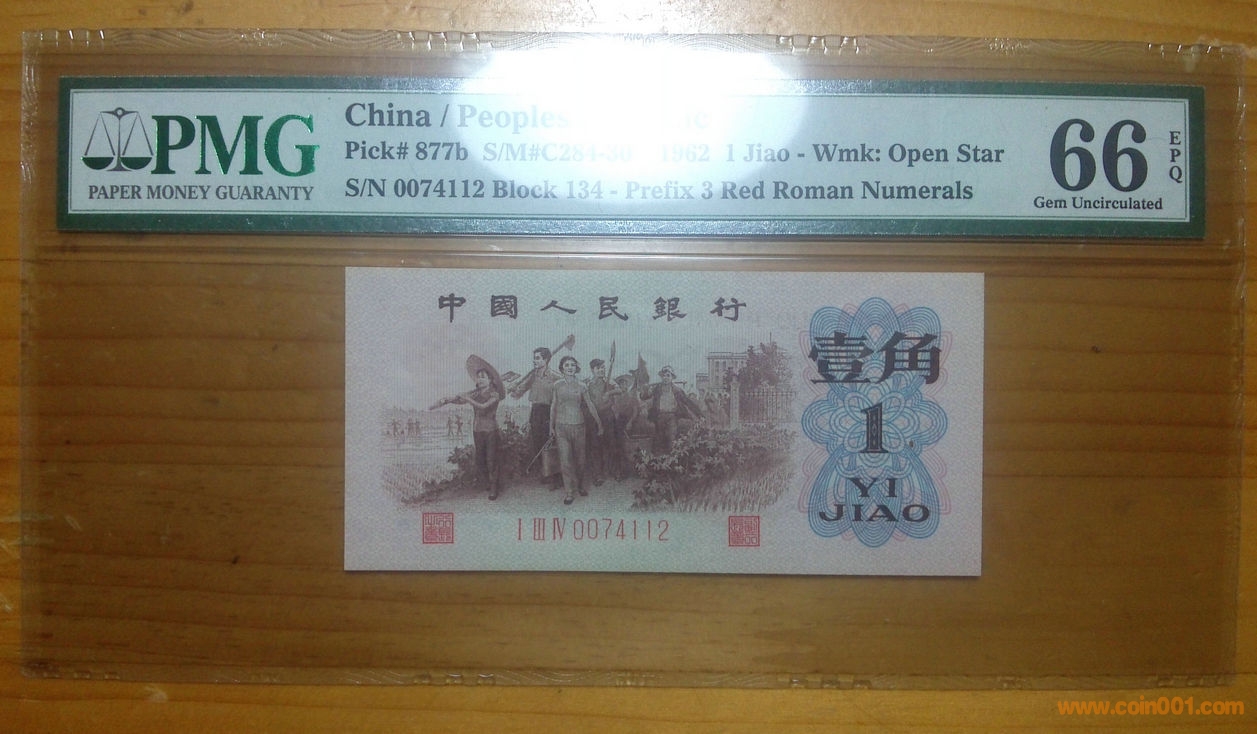 PMG
PAPER MONEY GUARANTY
China / Peoples
Pick# 877b S/M#C284-30 1962 1 Jiao - Wmk: Open Star
S/N 0074112 Block 134 - Prefix 3 Red Roman Numerals
66
EPQ
Gem Uncirculated
中國人民銀行
壹角
1
YI
JIAO
I III IV 0074112
www.coin001.com